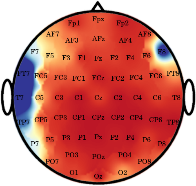 Fp1 Fpz Fp2
AF7 AF3 AFz AF4 AF8
F7 F5 F3 F1 Fz F2 F4 F6 F8
FT7 FC5 FC3 FC1 FCz FC2 FC4 FC6 FT8
T7 C5 C3 C1 Cz C2 C4 C6 T8
TP7 CP5 CP3 CP1 CPz CP2 CP4 CP6 TP8
P7 P5 P3 P1 Pz P2 P4 P6 P8
PO7 PO3 POz PO4 PO8
O1 Oz O2